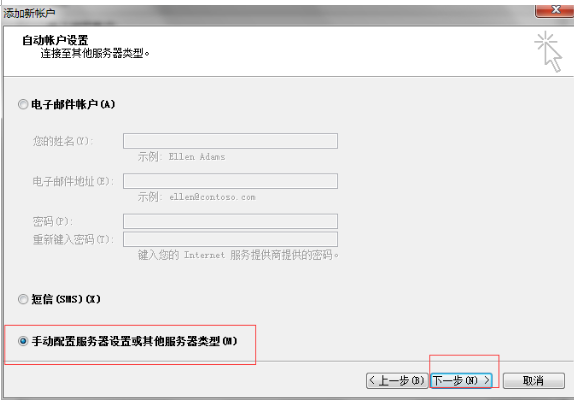 添加新帐户
自动帐户设置
连接至其他服务器类型。
电子邮件帐户(A)
您的姓名(Y):
示例: Ellen Adams
电子邮件地址(E):
示例: ellen@contoso.com
密码(P):
重新键入密码(T):
键入您的 Internet 服务提供商提供的密码。
短信(SMS)(X)
手动配置服务器设置或其他服务器类型(M)
< 上一步(B) 下一步(N) > 取消